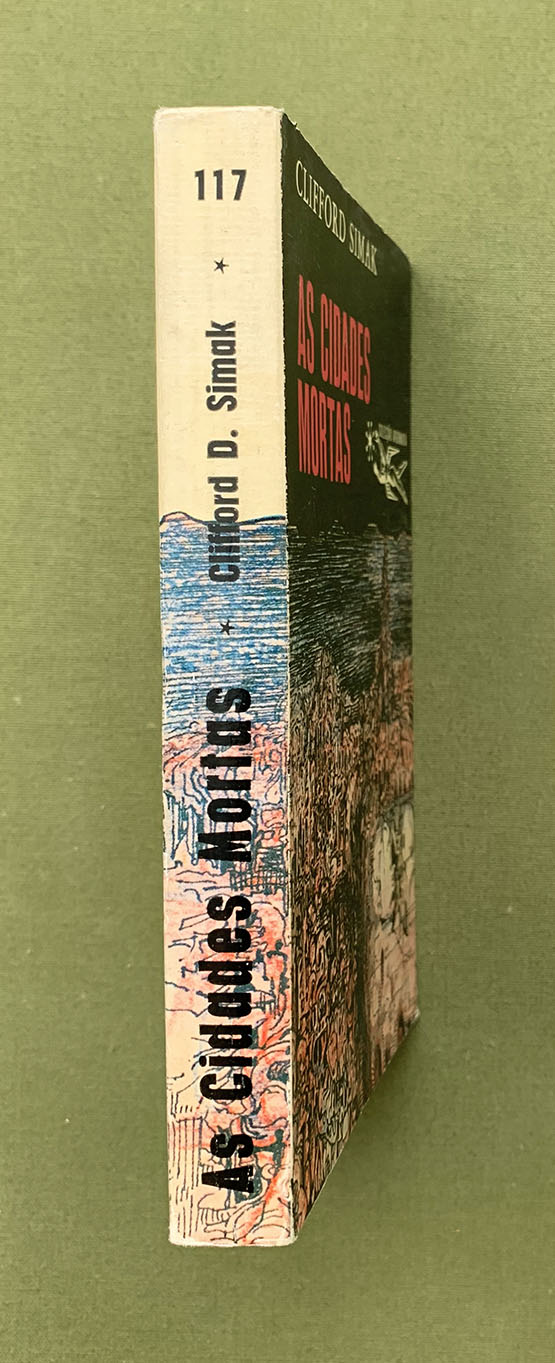 117
As Cidades Mortas * Clifford D. Simak *
CLIFFORD SIMAK
AS CIDADES
MORTAS